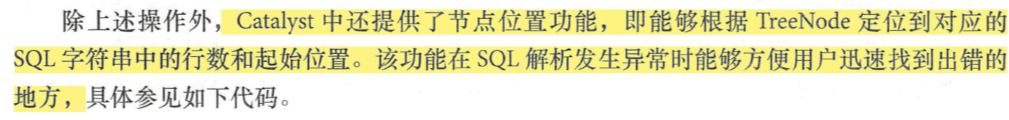 除上述操作外，Catalyst 中还提供了节点位置功能，即能够根据 TreeNode 定位到对应的
SQL 字符串中的行数和起始位置。该功能在 SQL 解析发生异常时能够方便用户迅速找到出错的
地方，具体参见如下代码。